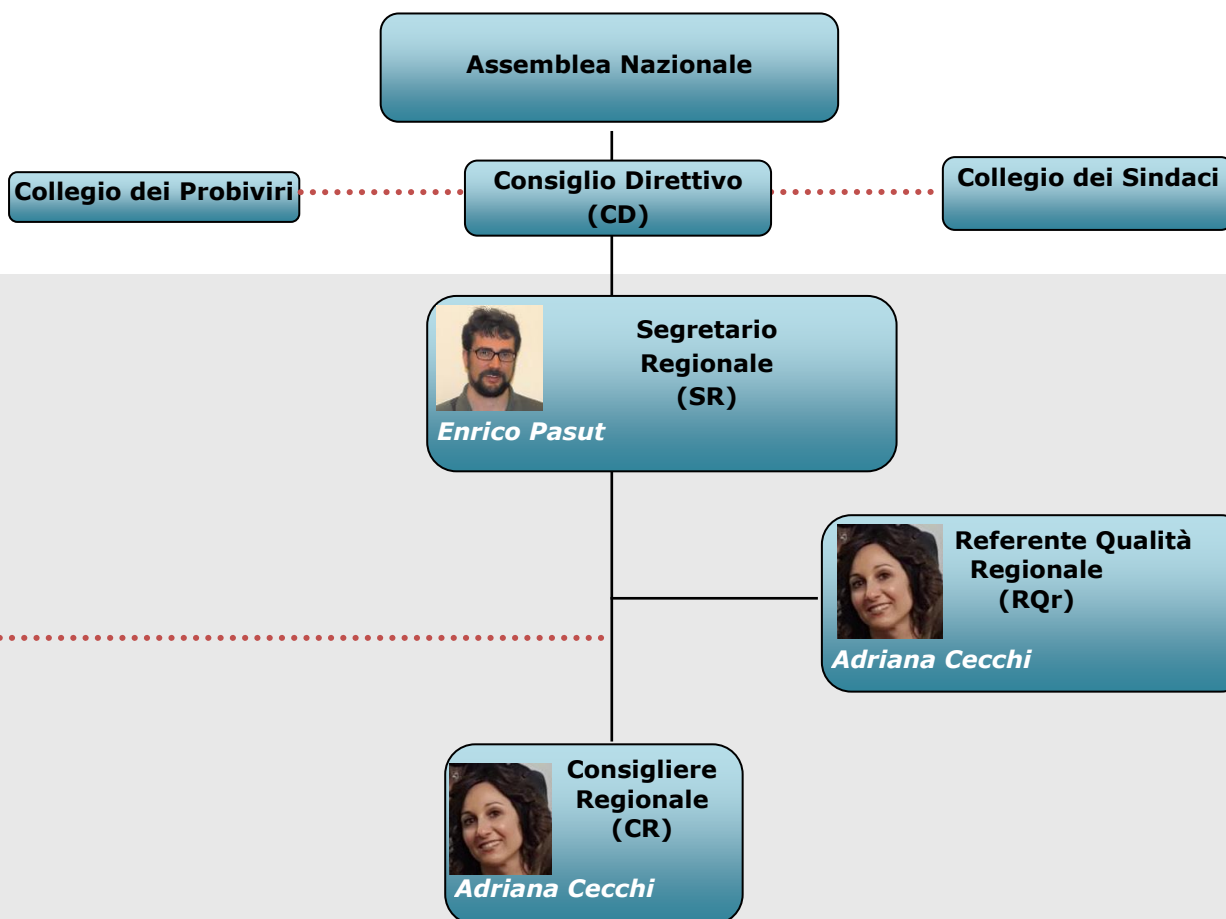 Assemblea Nazionale
Collegio dei Probiviri
Consiglio Direttivo
(CD)
Collegio dei Sindaci
Segretario
Regionale
(SR)
Enrico Pasut
Referente Qualità
Regionale
(RQr)
Adriana Cecchi
Consigliere
Regionale
(CR)
Adriana Cecchi